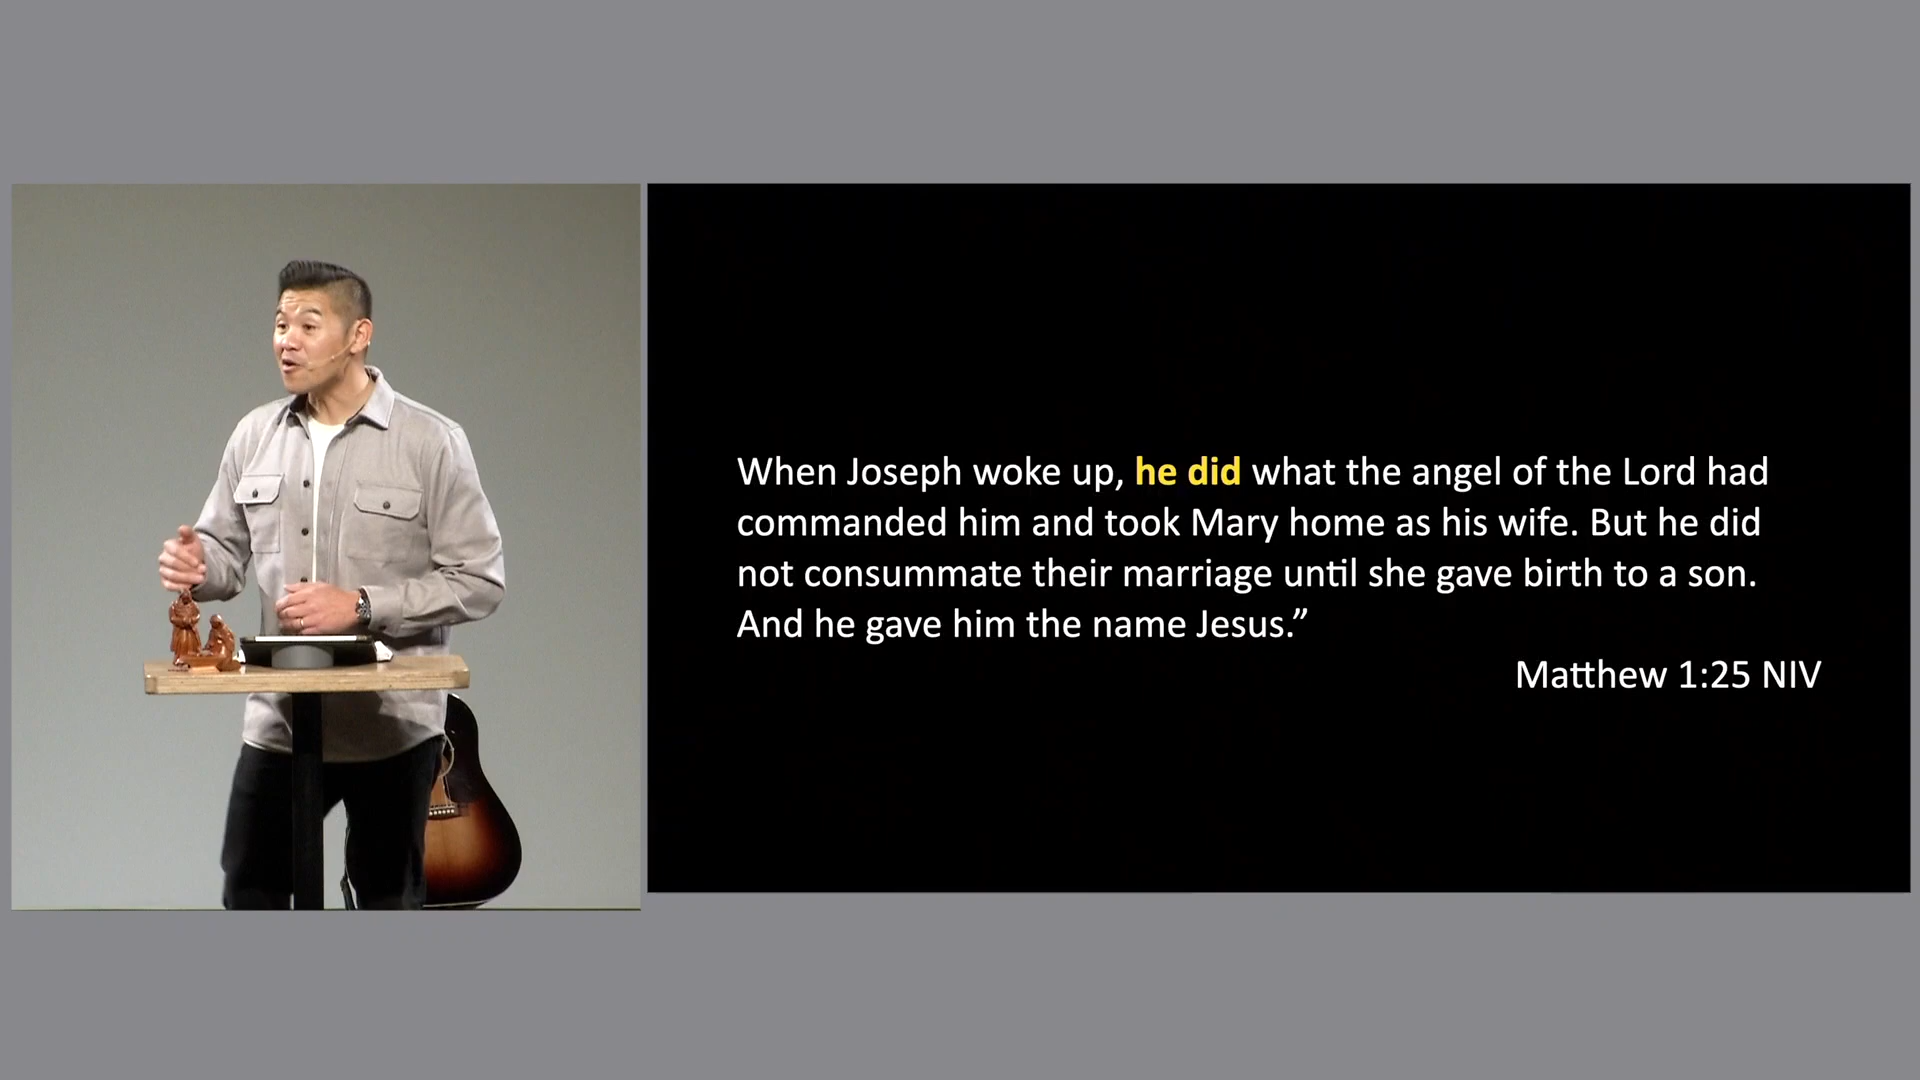 When Joseph woke up, he did what the angel of the Lord had
commanded him and took Mary home as his wife. But he did
not consummate their marriage until she gave birth to a son.
And he gave him the name Jesus.”
Matthew 1:25 NIV